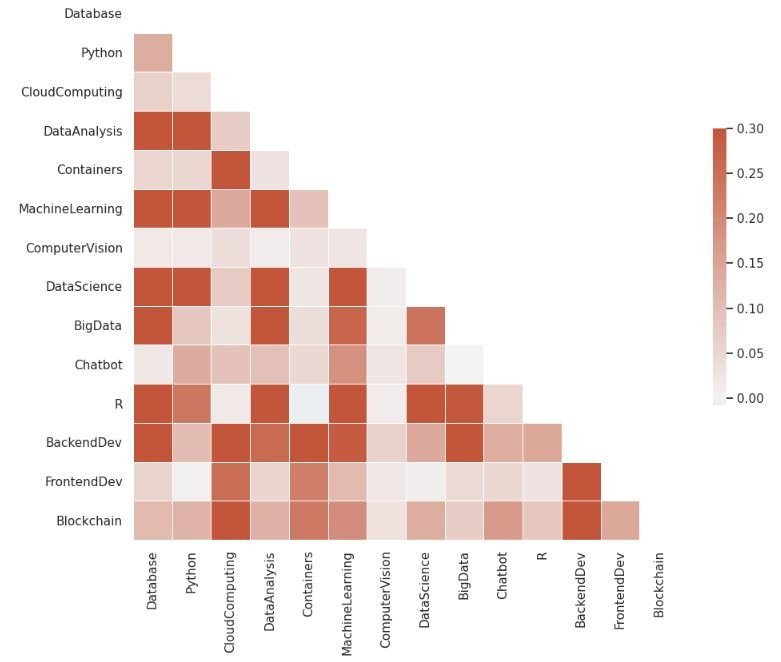 Database
Python
CloudComputing
DataAnalysis
Containers
MachineLearning
ComputerVision
DataScience
BigData
Chatbot
R
BackendDev
FrontendDev
Blockchain
0.30
0.25
0.20
0.15
0.10
0.05
0.00
Database
Python
CloudComputing
DataAnalysis
Containers
MachineLearning
ComputerVision
DataScience
BigData
Chatbot
R
BackendDev
FrontendDev
Blockchain